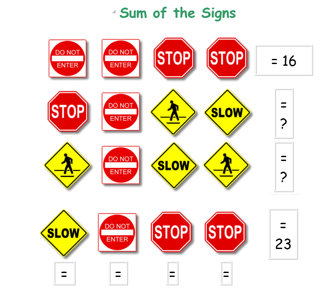 Sum of the Signs
DO NOT ENTER DO NOT ENTER STOP STOP = 16
STOP DO NOT ENTER SLOW = ?
DO NOT ENTER SLOW = ?
SLOW DO NOT ENTER STOP STOP = 23
= = = =